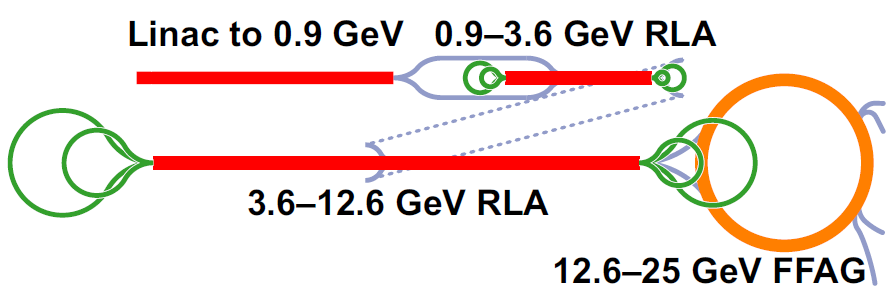 Linac to 0.9 GeV
0.9–3.6 GeV RLA
3.6–12.6 GeV RLA
12.6–25 GeV FFAG